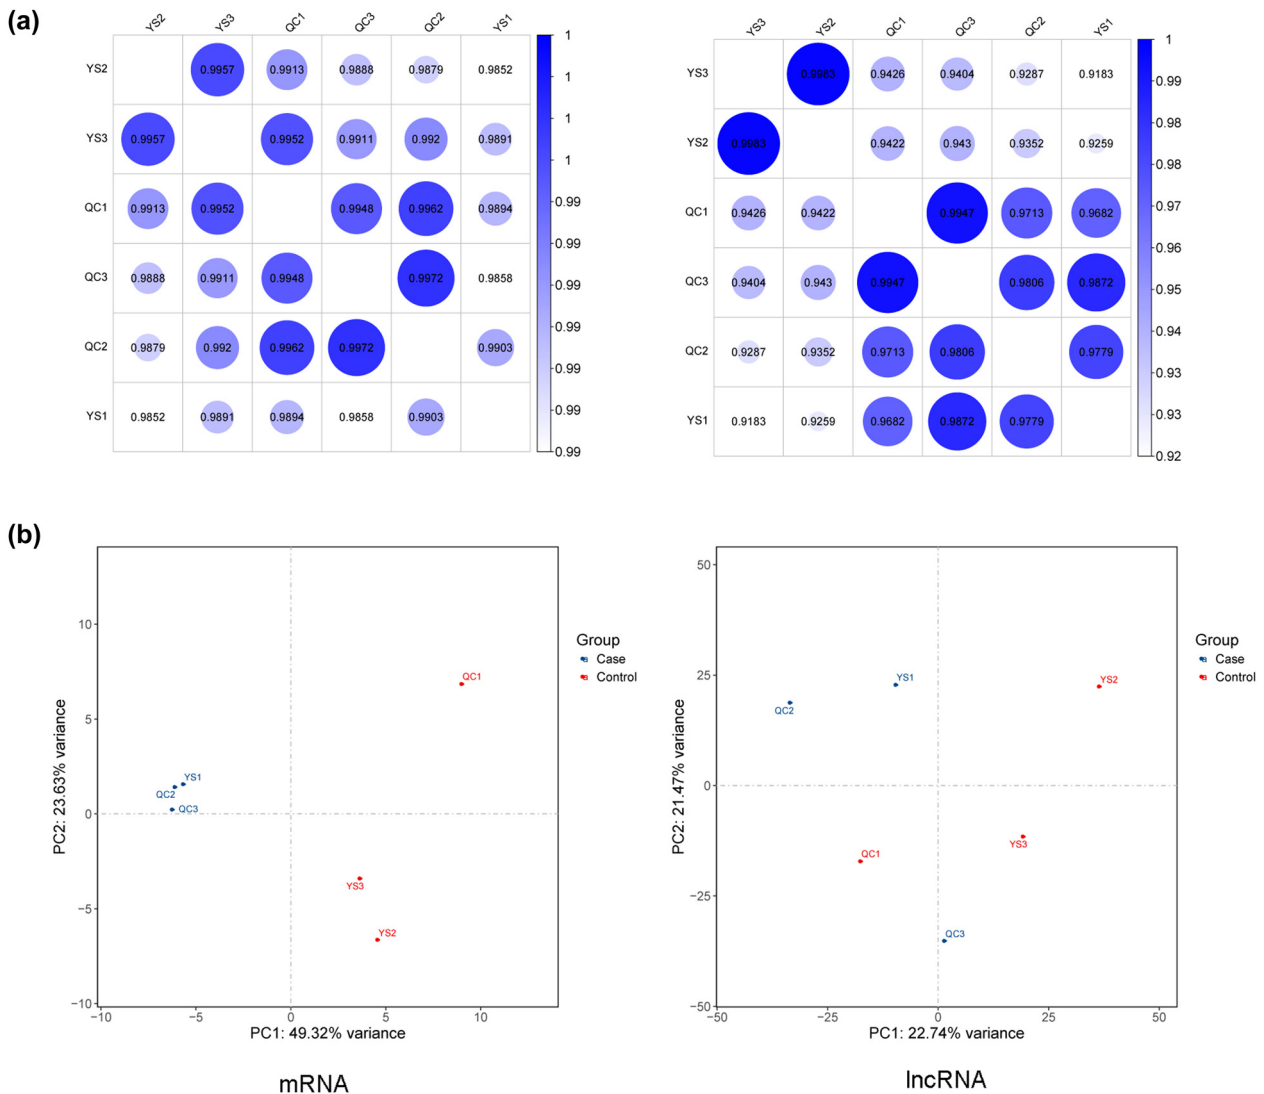 (a)
YS2 YS3 QC1 QC3 QC2 YS1
YS2 0.9957 0.9913 0.9888 0.9879 0.9852
YS3 0.9957 0.9952 0.9911 0.992 0.9891
QC1 0.9913 0.9952 0.9948 0.9962 0.9894
QC3 0.9888 0.9911 0.9948 0.9972 0.9858
QC2 0.9879 0.992 0.9962 0.9972 0.9903
YS1 0.9852 0.9891 0.9894 0.9858 0.9903
1
1
1
1
0.99
0.99
0.99
0.99
0.99
0.99
0.99
YS3 YS2 QC1 QC3 QC2 YS1
YS3 0.9983 0.9426 0.9404 0.9287 0.9183
YS2 0.9983 0.9422 0.943 0.9352 0.9259
QC1 0.9426 0.9422 0.9947 0.9713 0.9682
QC3 0.9404 0.943 0.9947 0.9806 0.9872
QC2 0.9287 0.9352 0.9713 0.9806 0.9779
YS1 0.9183 0.9259 0.9682 0.9872 0.9779
1
0.99
0.98
0.98
0.97
0.96
0.95
0.94
0.93
0.93
0.92
(b)
PC2: 23.63% variance
10
5
0
−5
−10
QC1
YS1
QC2
QC3
YS3
YS2
−10 −5 0 5 10
PC1: 49.32% variance
Group
Case
Control
mRNA
PC2: 21.47% variance
50
25
0
−25
−50
YS1
YS2
QC2
YS3
QC1
QC3
−50 −25 0 25 50
PC1: 22.74% variance
Group
Case
Control
lncRNA